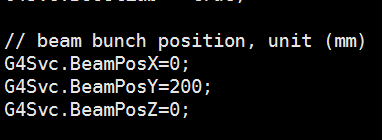 // beam bunch position, unit (mm)
G4Svc.BeamPosX=0;
G4Svc.BeamPosY=200;
G4Svc.BeamPosZ=0;